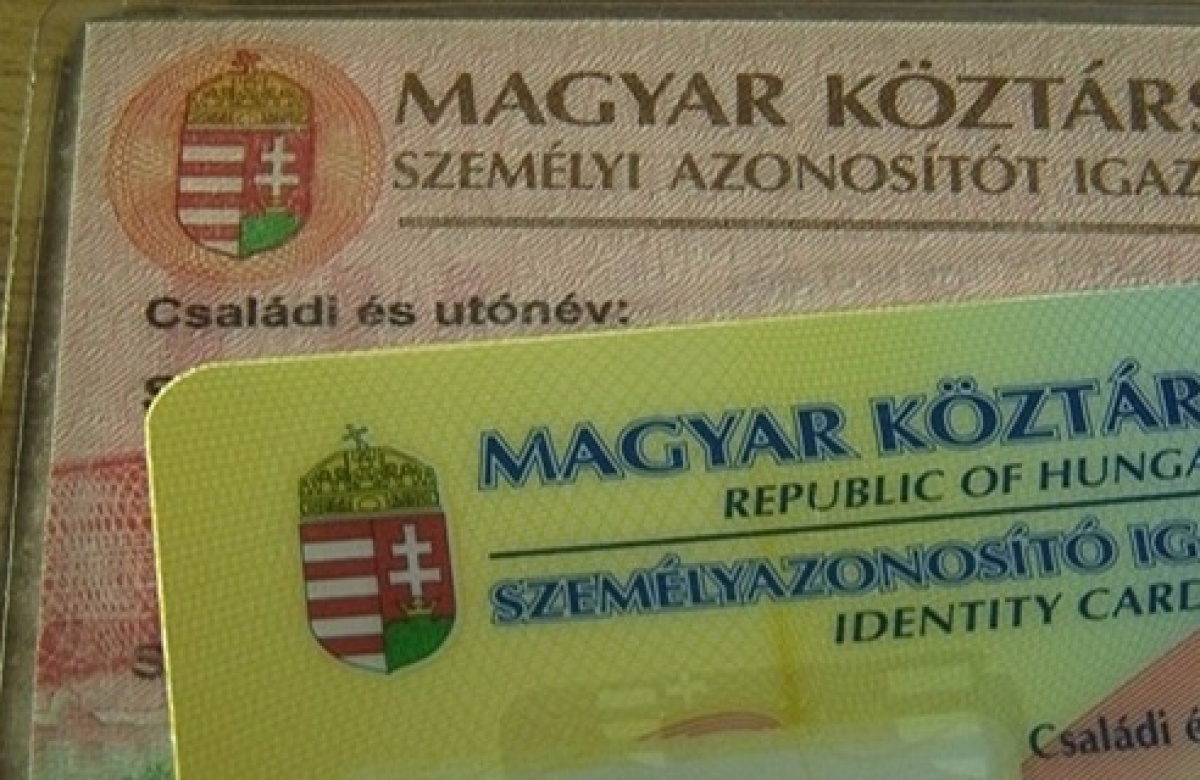 MAGYAR KÖZTÁRS
SZEMÉLYI AZONOSÍTÓT IGAZ
Családi és utónév:
MAGYAR KÖZTÁR
REPUBLIC OF HUNGA
SZEMÉLYAZONOSÍTÓ IG
IDENTITY CARD
Családi é